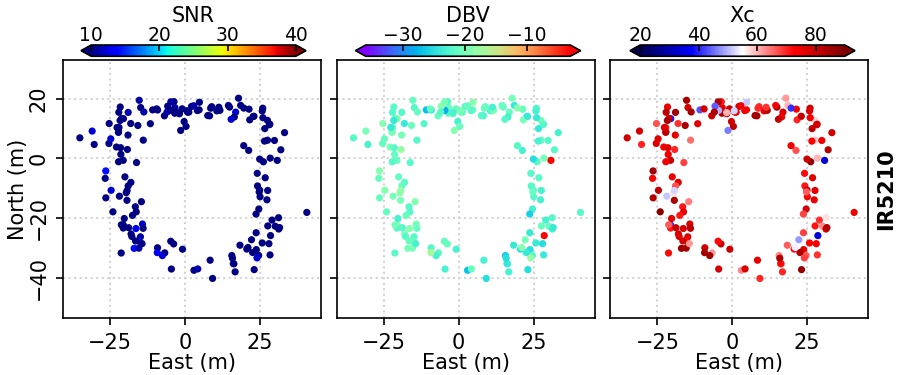 SNR DBV Xc
10 20 30 40 −30 −20 −10 20 40 60 80
20
0
−20
−40
North (m)
−25 0 25 −25 0 25 −25 0 25
East (m) East (m) East (m)
IR5210